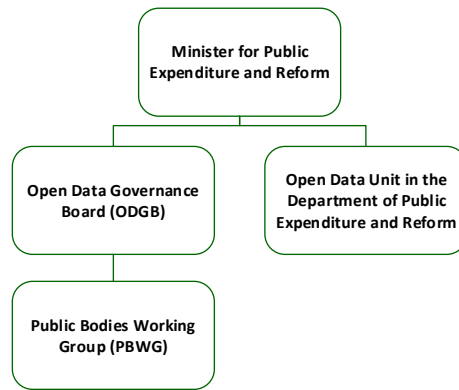 Minister for Public
Expenditure and Reform
Open Data Governance
Board (ODGB)
Open Data Unit in the
Department of Public
Expenditure and Reform
Public Bodies Working
Group (PBWG)